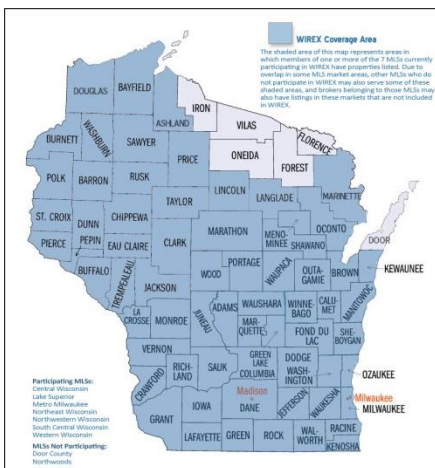 WIREX Coverage Area
The shaded area of this map represents areas in
which members of one or more of the 7 MLSs currently
participating in WIREX have properties listed. Due to
overlap in some MLS market areas, other MLSs who do
not participate in WIREX may also serve some of these
shaded areas, and brokers belonging to those MLSs may
also have listings in these markets that are not included
in WIREX.
DOUGLAS
BAYFIELD
IRON
ASHLAND
VILAS
FLORENCE
BURNETT
WASHBURN
SAWYER
PRICE
ONEIDA
FOREST
POLK
BARRON
RUSK
LINCOLN
LANGLADE
MARINETTE
TAYLOR
ST. CROIX
DUNN
CHIPPEWA
MARATHON
MENO-
MINEE
OCONTO
DOOR
PIERCE
PEPIN
EAU CLAIRE
CLARK
SHAWANO
BUFFALO
TREMPEALEAU
JACKSON
WOOD
PORTAGE
WAUPACA
OUTA-
GAMIE
BROWN
KEWAUNEE
LA
CROSSE
MONROE
JUNEAU
ADAMS
WAUSHARA
WINNE-
BAGO
CALU-
MET
MANITOWOC
MAR-
QUETTE
GREEN
LAKE
FOND DU
LAC
SHE-
BOYGAN
VERNON
CRAWFORD
RICH-
LAND
SAUK
COLUMBIA
DODGE
WASH-
INGTON
OZAUKEE
Madison
DANE
JEFFERSON
WAUKESHA
Milwaukee
MILWAUKEE
GRANT
IOWA
LAFAYETTE
GREEN
ROCK
WAL-
WORTH
RACINE
KENOSHA
Participating MLSs:
Central Wisconsin
Lake Superior
Metro Milwaukee
Northeast Wisconsin
Northwestern Wisconsin
South Central Wisconsin
Western Wisconsin
MLSs Not Participating:
Door County
Northwoods